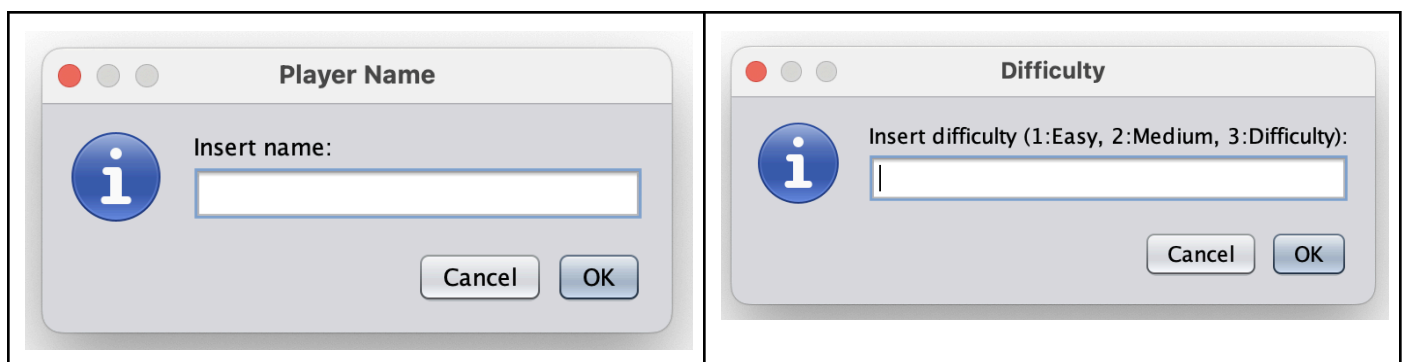 Player Name
Insert name:
Cancel OK
Difficulty
Insert difficulty (1:Easy, 2:Medium, 3:Difficulty):
Cancel OK